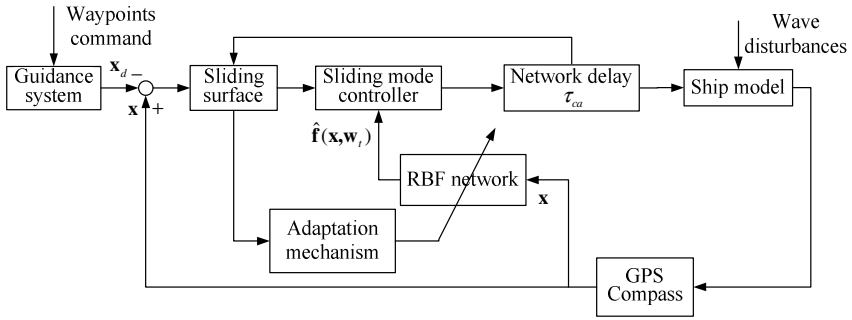 Waypoints
command
Wave
disturbances
x_d −
Guidance
system
x +
Sliding
surface
Sliding mode
controller
Network delay
τ_ca
Ship model
f̂(x,w_t)
RBF network
x
Adaptation
mechanism
GPS
Compass